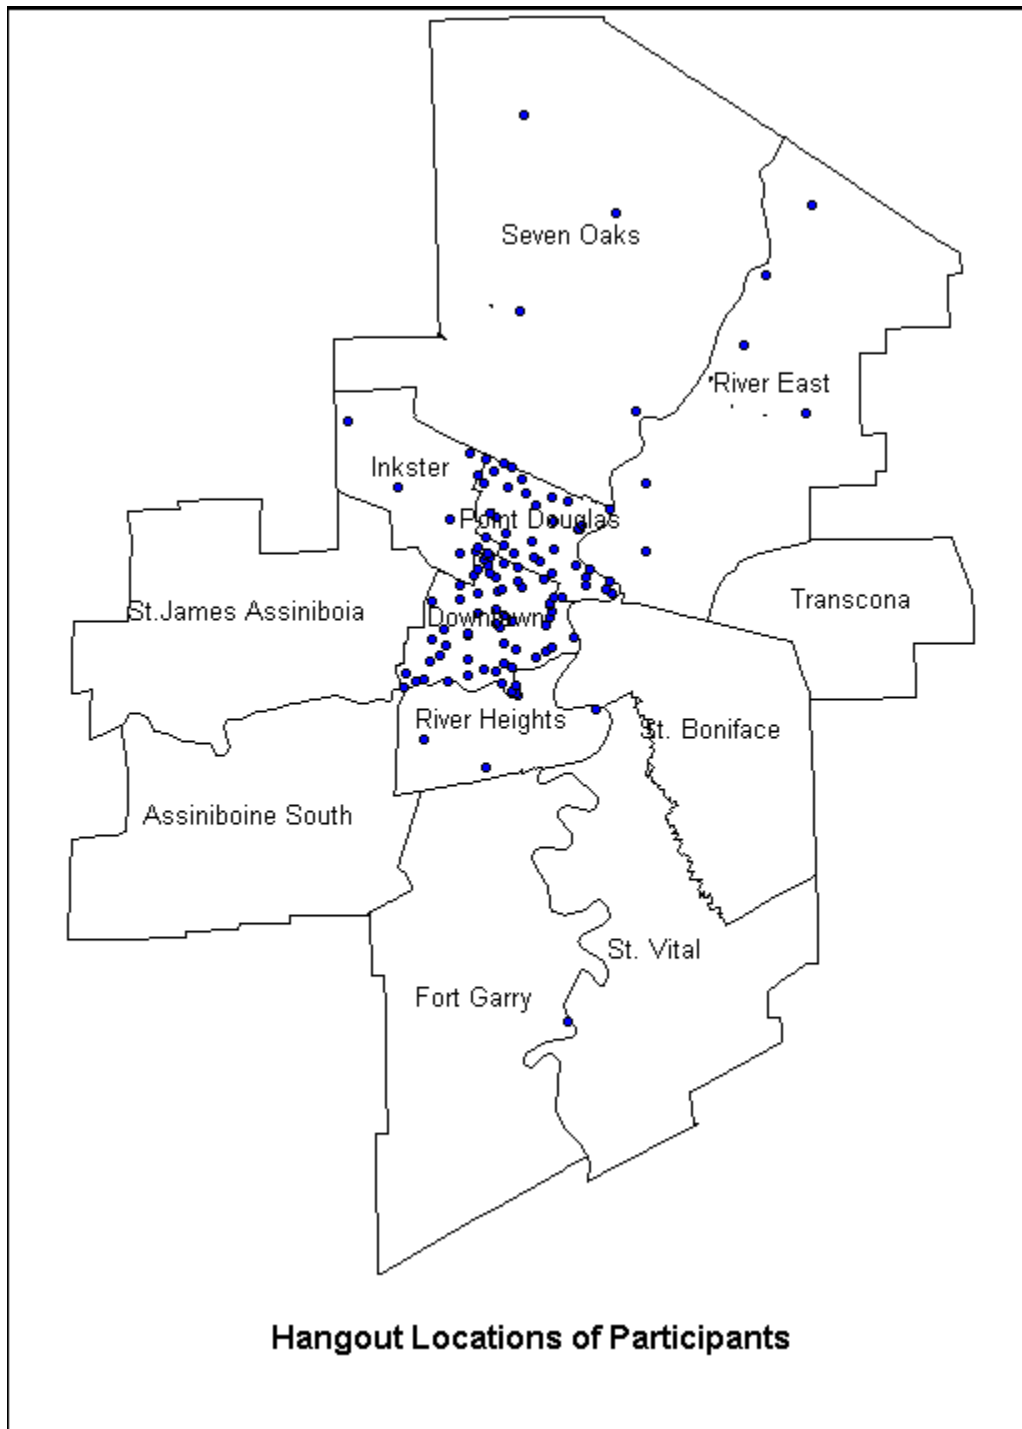 Seven Oaks
River East
Inkster
Point Douglas
Transcona
St.James Assiniboia
Downtown
River Heights
St. Boniface
Assiniboine South
St. Vital
Fort Garry
Hangout Locations of Participants